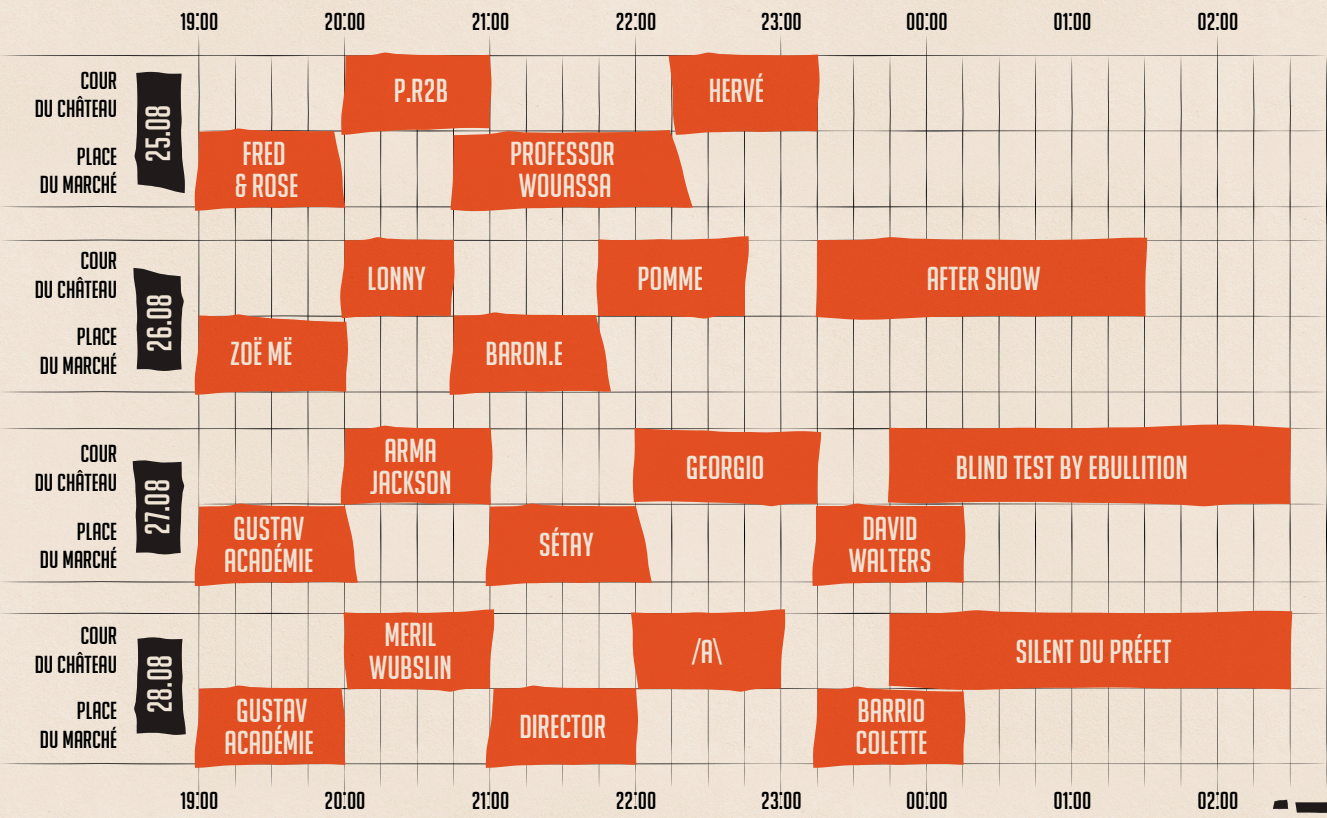 19:00 20:00 21:00 22:00 23:00 00:00 01:00 02:00
25.08
COUR
DU CHÂTEAU
P.R2B
HERVÉ
PLACE
DU MARCHÉ
FRED
& ROSE
PROFESSOR
WOUASSA
26.08
COUR
DU CHÂTEAU
LONNY
POMME
AFTER SHOW
PLACE
DU MARCHÉ
ZOË MË
BARON.E
27.08
COUR
DU CHÂTEAU
ARMA
JACKSON
GEORGIO
BLIND TEST BY EBULLITION
PLACE
DU MARCHÉ
GUSTAV
ACADÉMIE
SÉTAY
DAVID
WALTERS
28.08
COUR
DU CHÂTEAU
MERIL
WUBSLIN
/A\
SILENT DU PRÉFET
PLACE
DU MARCHÉ
GUSTAV
ACADÉMIE
DIRECTOR
BARRIO
COLETTE
19:00 20:00 21:00 22:00 23:00 00:00 01:00 02:00